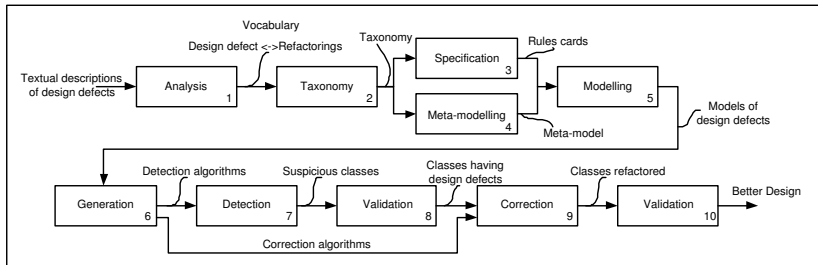 Vocabulary
Design defect <->Refactorings
Taxonomy
Rules cards
Textual descriptions
of design defects
Analysis
1
Taxonomy
2
Specification
3
Meta-modelling
4
Meta-model
Modelling
5
Models of
design defects
Detection algorithms
Suspicious classes
Classes having
design defects
Classes refactored
Better Design
Generation
6
Detection
7
Validation
8
Correction
9
Validation
10
Correction algorithms